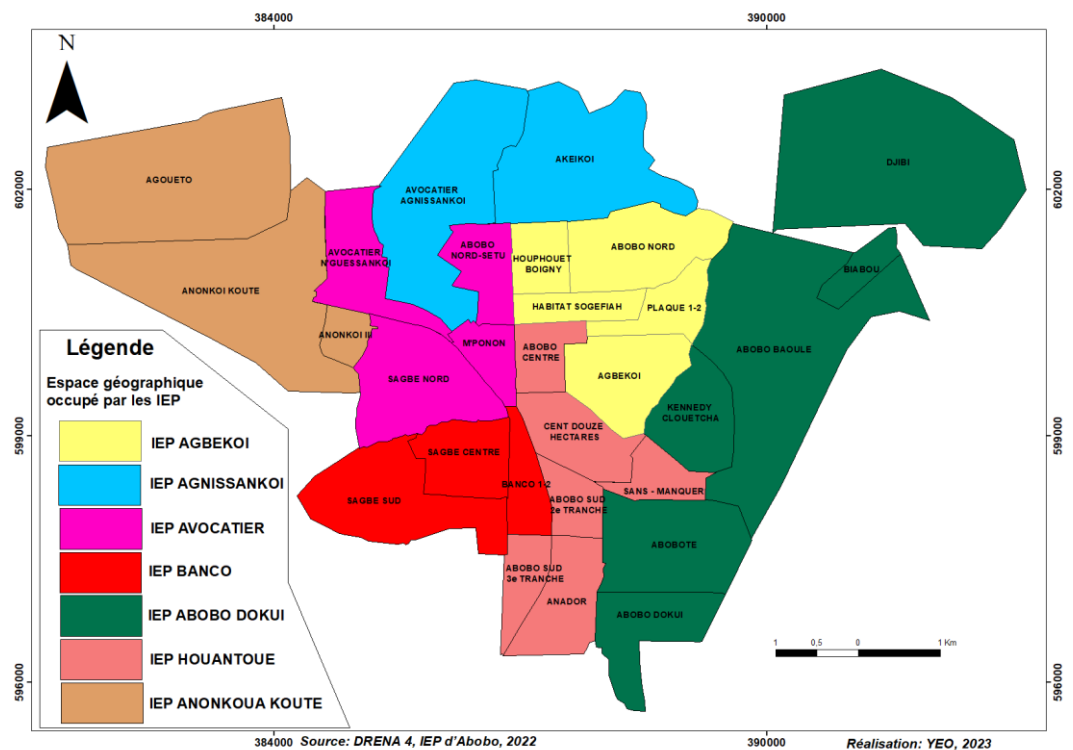 384000
390000
N
602000
602000
DJIBI
AKEIKOI
AGOUETO
AVOCATIER
AGNISSANKOI
ABOBO
NORD-SETU
ABOBO NORD
AVOCATIER
N'GUESSANKOI
HOUPHOUET
BOIGNY
BIABOU
ANONKOI KOUTE
HABITAT SOGEFIAH
PLAQUE 1-2
ANONKOI III
M'PONON
ABOBO
CENTRE
ABOBO BAOULE
AGBEKOI
SAGBE NORD
KENNEDY
CLOUETCHA
599000
599000
CENT DOUZE
HECTARES
SAGBE CENTRE
BANCO 1-2
SANS - MANQUER
SAGBE SUD
ABOBO SUD
2e TRANCHE
ABOBOTE
ABOBO SUD
3e TRANCHE
ANADOR
ABOBO DOKUI
Légende
Espace géographique
occupé par les IEP
IEP AGBEKOI
IEP AGNISSANKOI
IEP AVOCATIER
IEP BANCO
IEP ABOBO DOKUI
IEP HOUANTOUE
IEP ANONKOUA KOUTE
1 0,5 0 1 Km
596000
596000
384000
Source: DRENA 4, IEP d'Abobo, 2022
390000
Réalisation: YEO, 2023